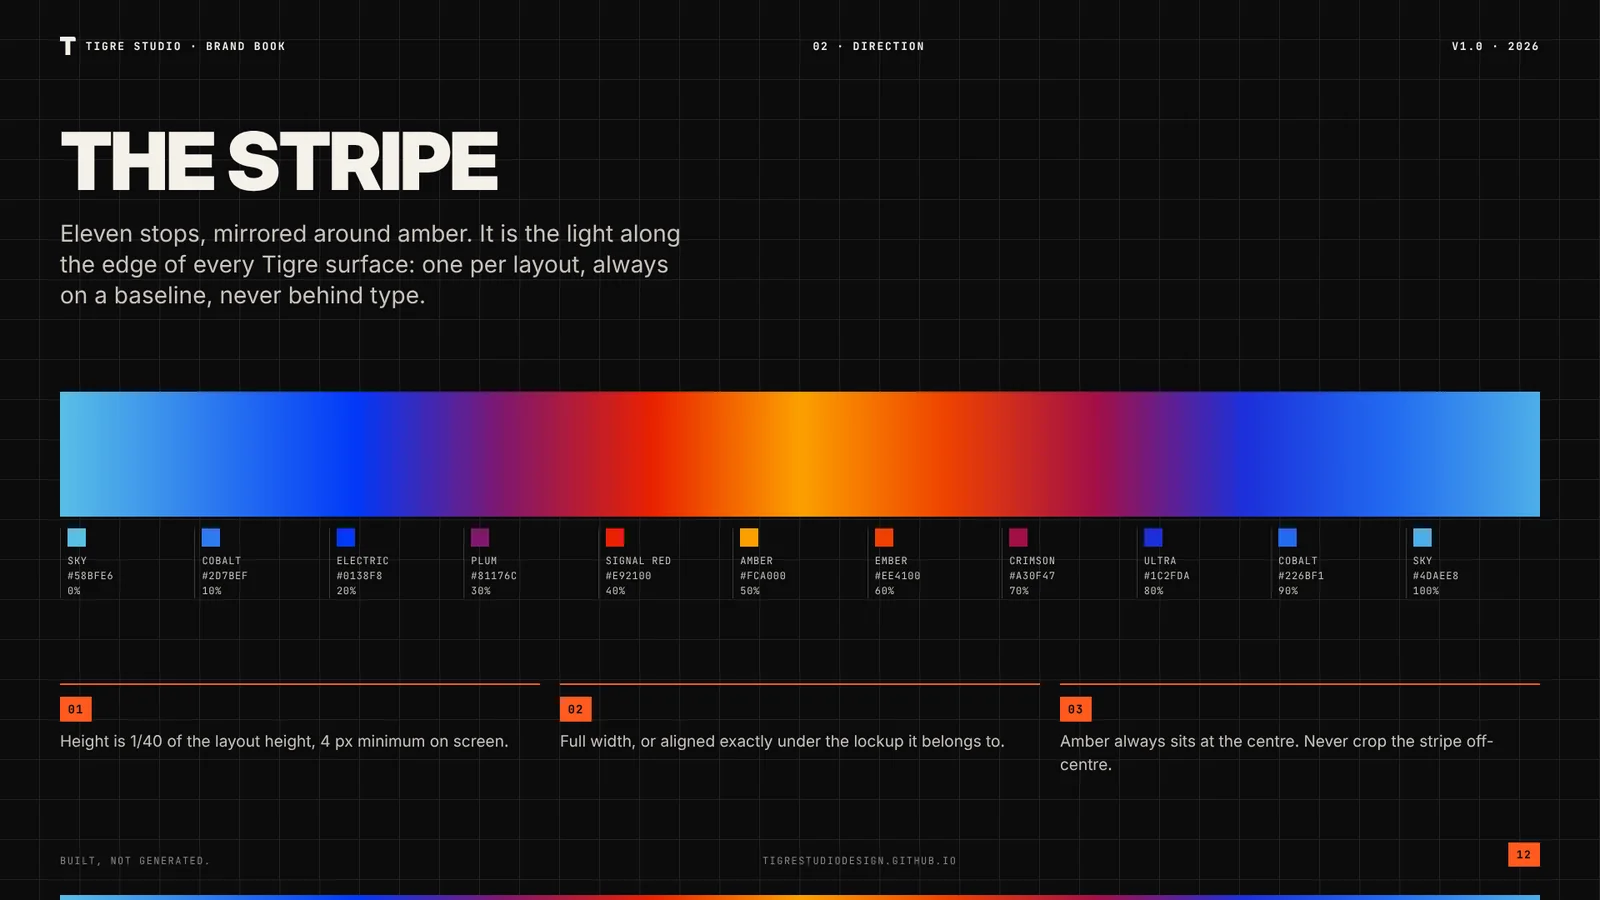 T TIGRE STUDIO · BRAND BOOK
02 · DIRECTION
V1.0 · 2026
THE STRIPE
Eleven stops, mirrored around amber. It is the light along
the edge of every Tigre surface: one per layout, always
on a baseline, never behind type.
SKY
#58BFE6
0%
COBALT
#2D7BEF
10%
ELECTRIC
#0138F8
20%
PLUM
#81176C
30%
SIGNAL RED
#E92100
40%
AMBER
#FCA000
50%
EMBER
#EE4100
60%
CRIMSON
#A30F47
70%
ULTRA
#1C2FDA
80%
COBALT
#226BF1
90%
SKY
#4DAEE8
100%
01
Height is 1/40 of the layout height, 4 px minimum on screen.
02
Full width, or aligned exactly under the lockup it belongs to.
03
Amber always sits at the centre. Never crop the stripe off-
centre.
BUILT, NOT GENERATED.
TIGRESTUDIODESIGN.GITHUB.IO
12